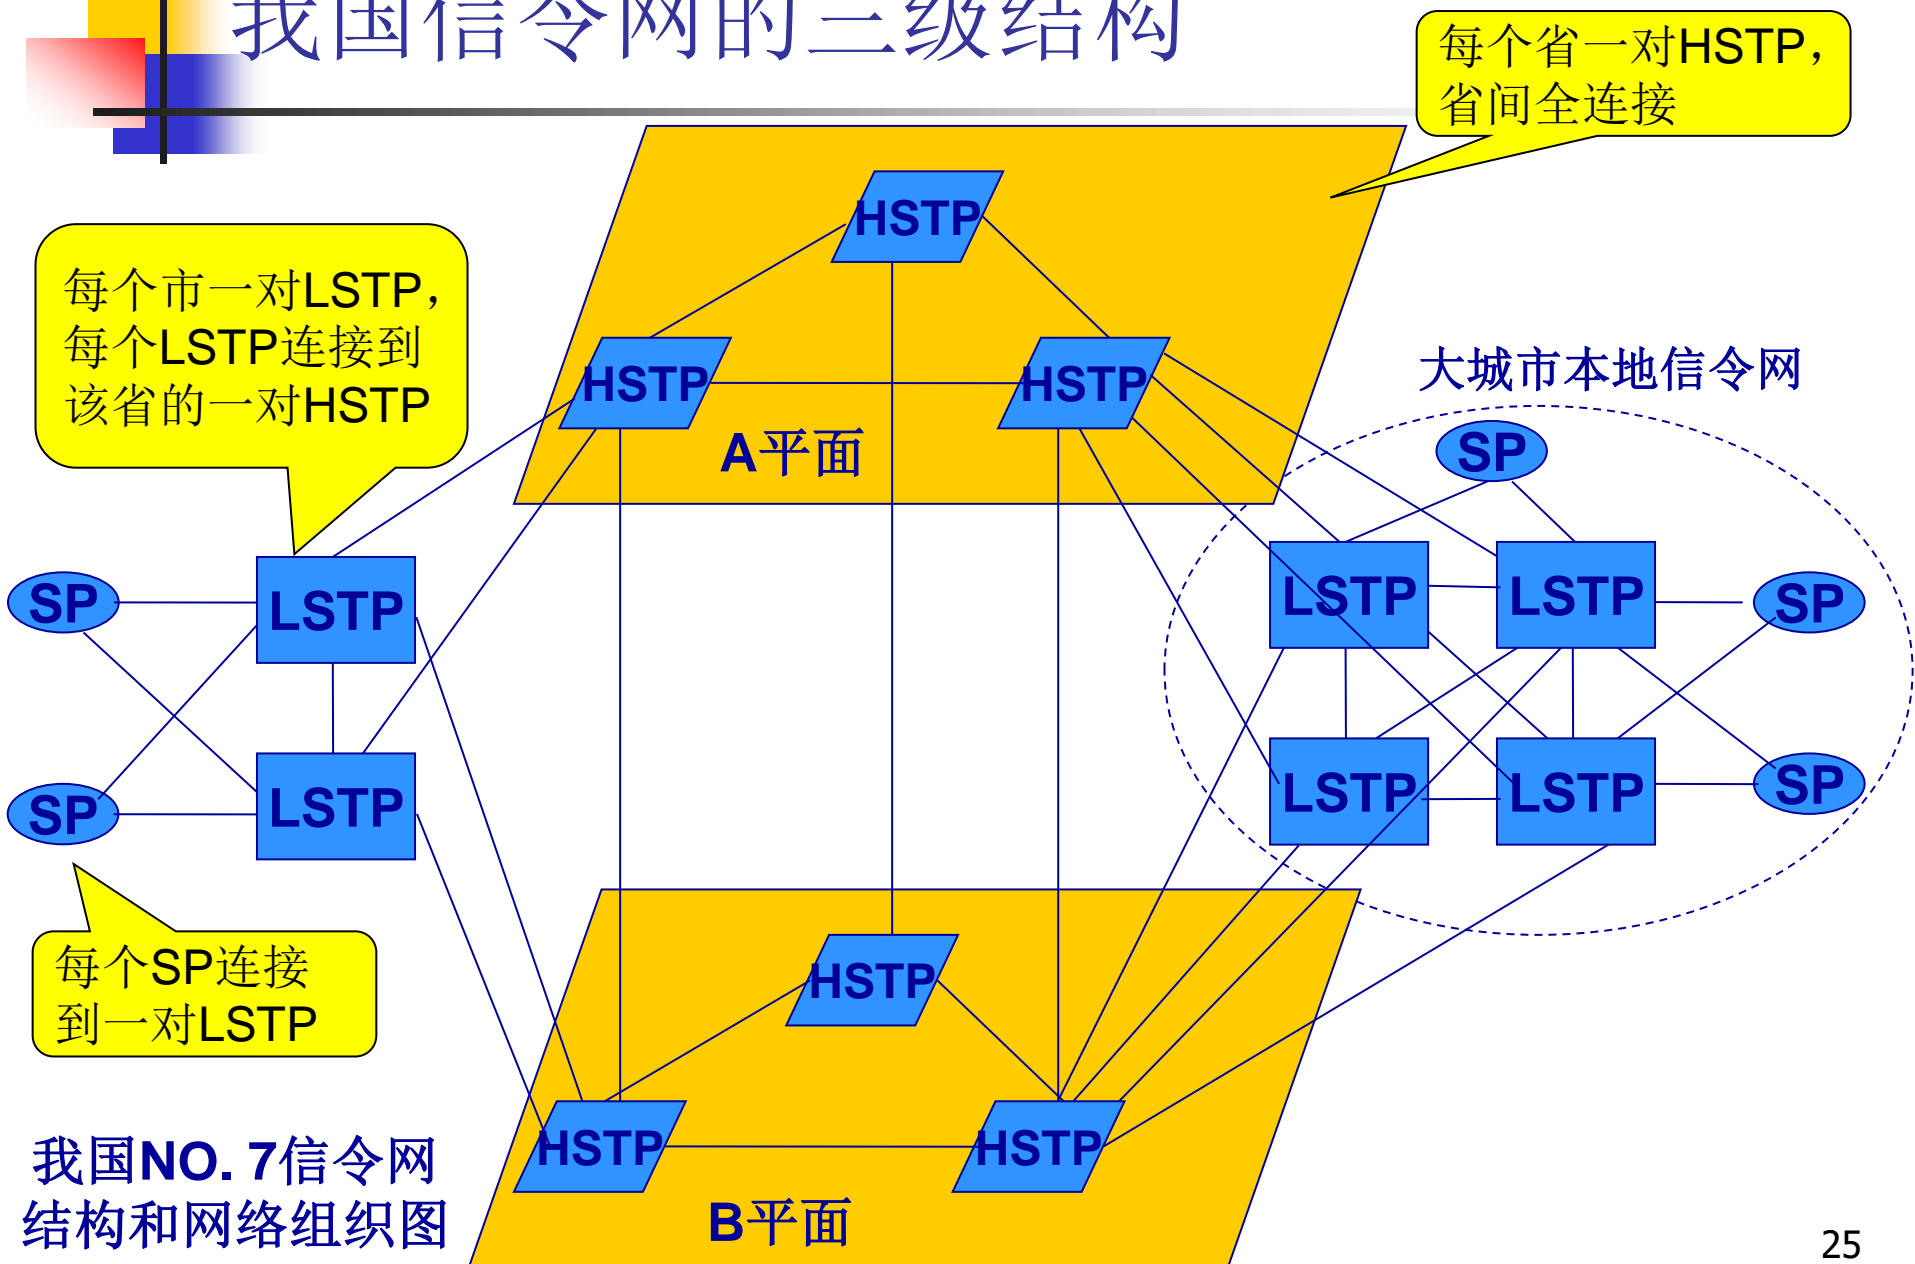 我国信令网的三级结构
每个省一对HSTP，
省间全连接
HSTP
每个市一对LSTP，
每个LSTP连接到
该省的一对HSTP
HSTP
HSTP
A平面
大城市本地信令网
SP
SP
LSTP
LSTP
LSTP
SP
SP
LSTP
LSTP
LSTP
SP
每个SP连接
到一对LSTP
HSTP
HSTP
HSTP
B平面
我国NO. 7信令网
结构和网络组织图
25